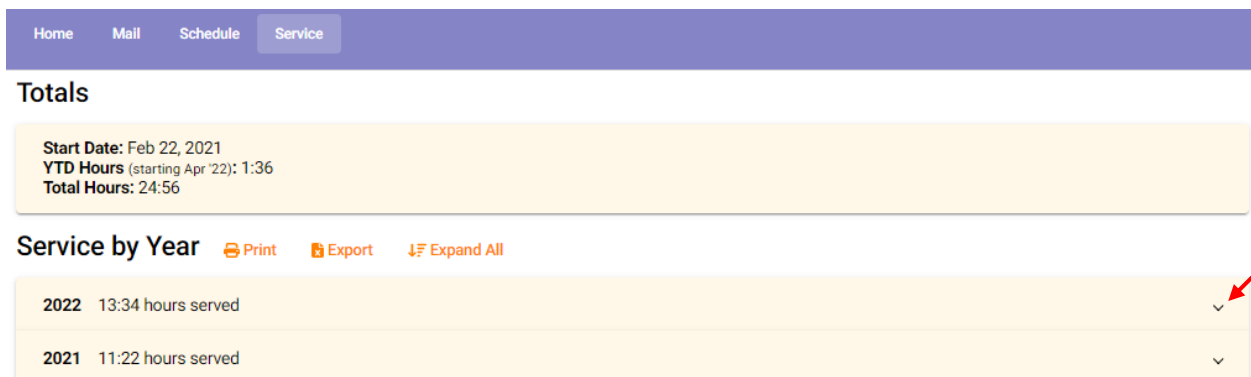 Home Mail Schedule Service
Totals
Start Date: Feb 22, 2021
YTD Hours (starting Apr '22): 1:36
Total Hours: 24:56
Service by Year Print Export Expand All
2022 13:34 hours served
2021 11:22 hours served